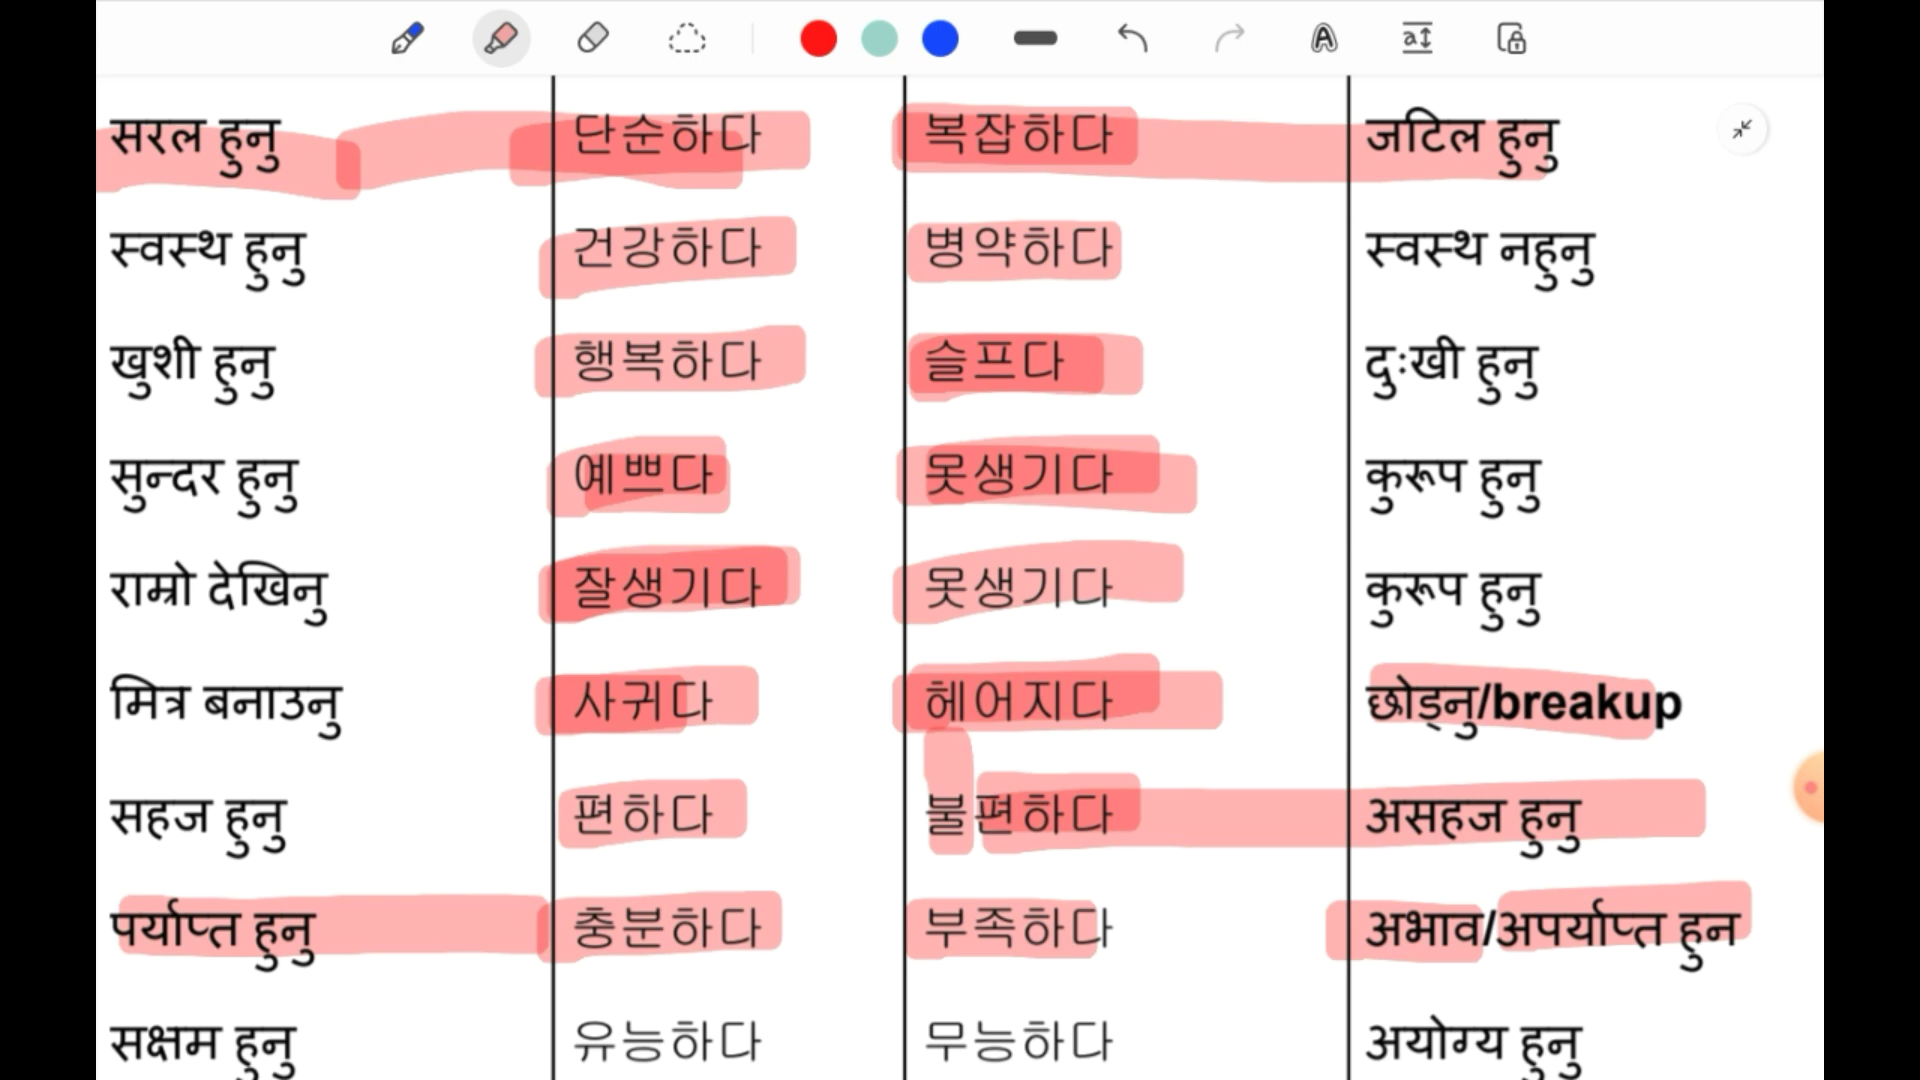 सरल हुनु 단순하다 복잡하다 जटिल हुनु
स्वस्थ हुनु 건강하다 병약하다 स्वस्थ नहुनु
खुशी हुनु 행복하다 슬프다 दुःखी हुनु
सुन्दर हुनु 예쁘다 못생기다 कुरूप हुनु
राम्रो देखिनु 잘생기다 못생기다 कुरूप हुनु
मित्र बनाउनु 사귀다 헤어지다 छोड्नु/breakup
सहज हुनु 편하다 불편하다 असहज हुनु
पर्याप्त हुनु 충분하다 부족하다 अभाव/अपर्याप्त हुन
सक्षम हुनु 유능하다 무능하다 अयोग्य हुनु